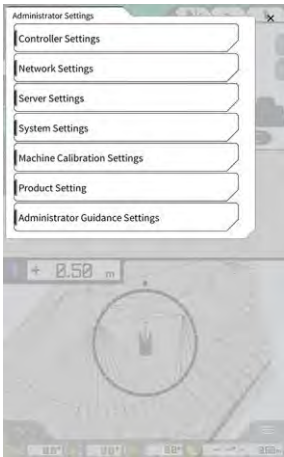 Administrator Settings
×
Controller Settings
Network Settings
Server Settings
System Settings
Machine Calibration Settings
Product Setting
Administrator Guidance Settings
+ 0.50 m